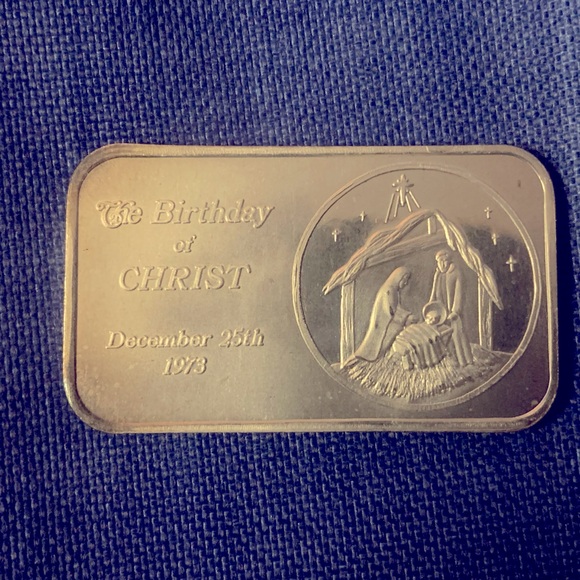 The Birthday
of
CHRIST
December 25th
1973